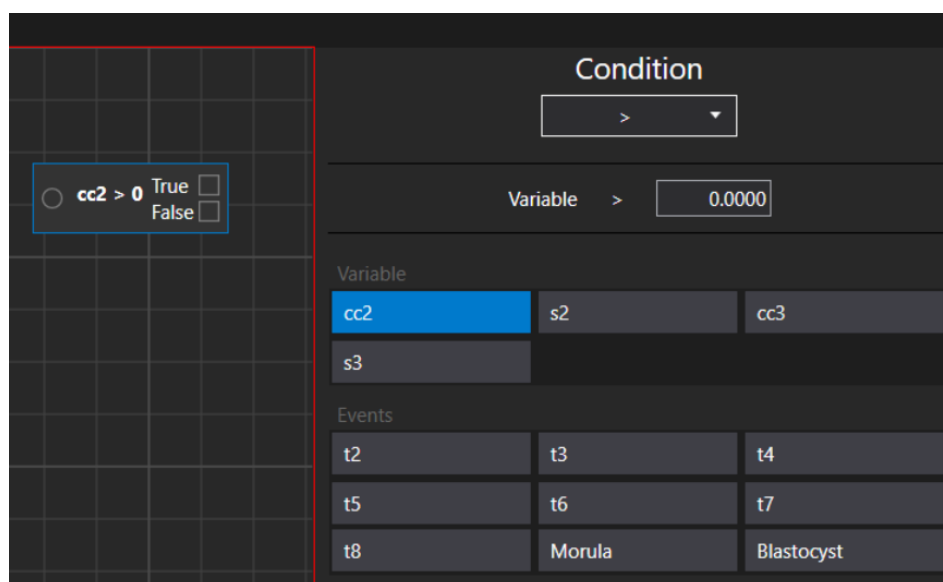 Condition
>
cc2 > 0 True
False
Variable > 0.0000
Variable
cc2 s2 cc3
s3
Events
t2 t3 t4
t5 t6 t7
t8 Morula Blastocyst